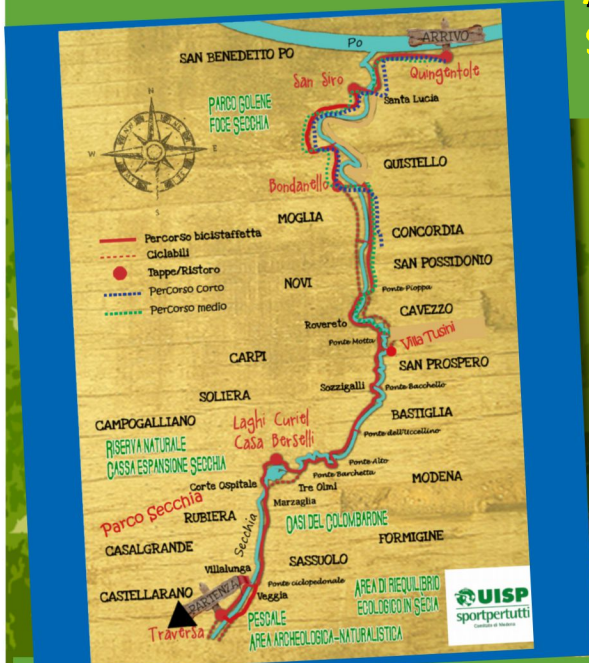 Po
ARRIVO
SAN BENEDETTO PO
San Siro
Quingentole
PARCO GOLENE
FOCE SECCHIA
Santa Lucia
N
W
E
S
QUISTELLO
Bondanello
MOGLIA
CONCORDIA
Percorso bicistaffetta
Ciclabili
Tappe/Ristoro
Percorso corto
Percorso medio
SAN POSSIDONIO
NOVI
Ponte Pioppa
CAVEZZO
Rovereto
Ponte Motta
Villa Tusini
CARPI
SAN PROSPERO
Sozzigalli
Ponte Bacchello
SOLIERA
BASTIGLIA
CAMPOGALLIANO
Laghi Curiel
Casa Berselli
Ponte dell'Uccellino
RISERVA NATURALE
CASSA ESPANSIONE SECCHIA
Ponte Alto
Ponte Barchetta
Corte Ospitale
Tre Olmi
MODENA
Marzaglia
Parco Secchia
RUBIERA
OASI DEL COLOMBARONE
Secchia
FORMIGINE
CASALGRANDE
SASSUOLO
Villalunga
Ponte ciclopedonale
CASTELLARANO
PARTENZA
Veggia
AREA DI RIEQUILIBRIO
ECOLOGICO IN SECIA
Traversa
PESCALE
AREA ARCHEOLOGICA-NATURALISTICA
UISP
sportpertutti
Comitato di Modena